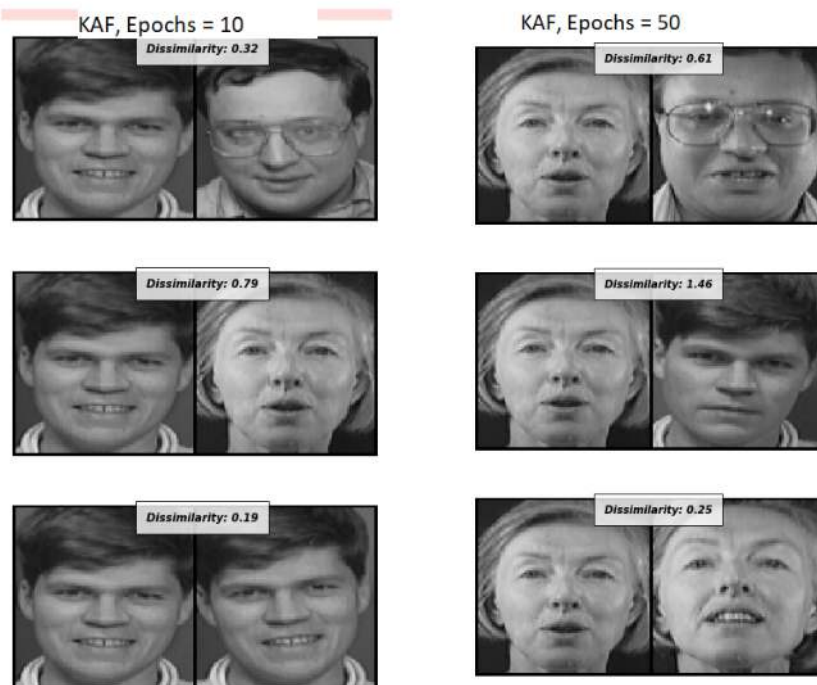 KAF, Epochs = 10
Dissimilarity: 0.32
Dissimilarity: 0.79
Dissimilarity: 0.19
KAF, Epochs = 50
Dissimilarity: 0.61
Dissimilarity: 1.46
Dissimilarity: 0.25